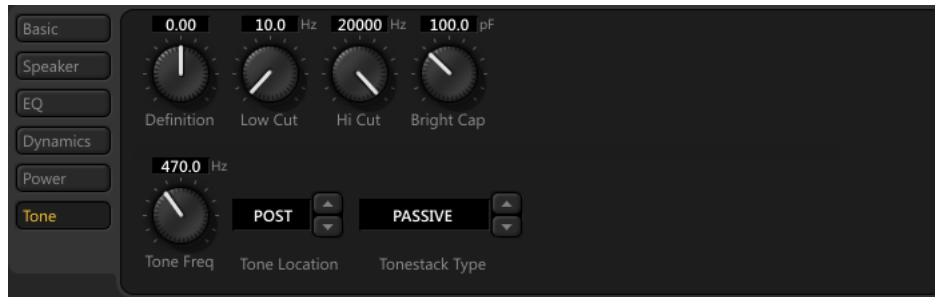 Basic
Speaker
EQ
Dynamics
Power
Tone
0.00 10.0 Hz 20000 Hz 100.0 pF
Definition Low Cut Hi Cut Bright Cap
470.0 Hz
POST PASSIVE
Tone Freq Tone Location Tonestack Type